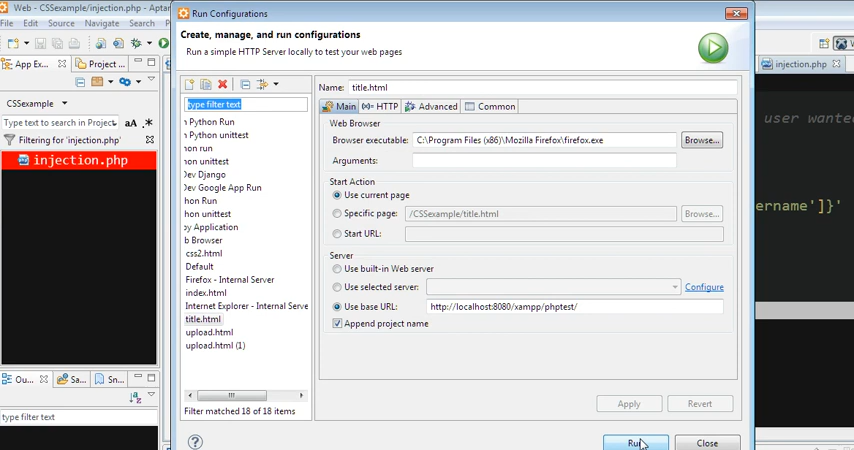 Web - CSSexample/injection.php - Aptan
File Edit Source Navigate Search
App Ex...
Project ...
CSSexample
Type text to search in Project
aA .*
Filtering for 'injection.php'
injection.php
Ou...
Sa...
Sn...
type filter text
Run Configurations
Create, manage, and run configurations
Run a simple HTTP Server locally to test your web pages
type filter text
n Python Run
n Python unittest
hon run
n unittest
Dev Django
Dev Google App Run
hon Run
hon unittest
by Application
b Browser
css2.html
Default
Firefox - Internal Server
index.html
Internet Explorer - Internal Serve
title.html
upload.html
upload.html (1)
Filter matched 18 of 18 items
Name: title.html
Main HTTP Advanced Common
Web Browser
Browser executable: C:\Program Files (x86)\Mozilla Firefox\firefox.exe Browse...
Arguments:
Start Action
Use current page
Specific page: /CSSexample/title.html Browse...
Start URL:
Server
Use built-in Web server
Use selected server: Configure
Use base URL: http://localhost:8080/xampp/phptest/
Append project name
Apply Revert
Run Close
We
injection.php
user wanted
ername']}'